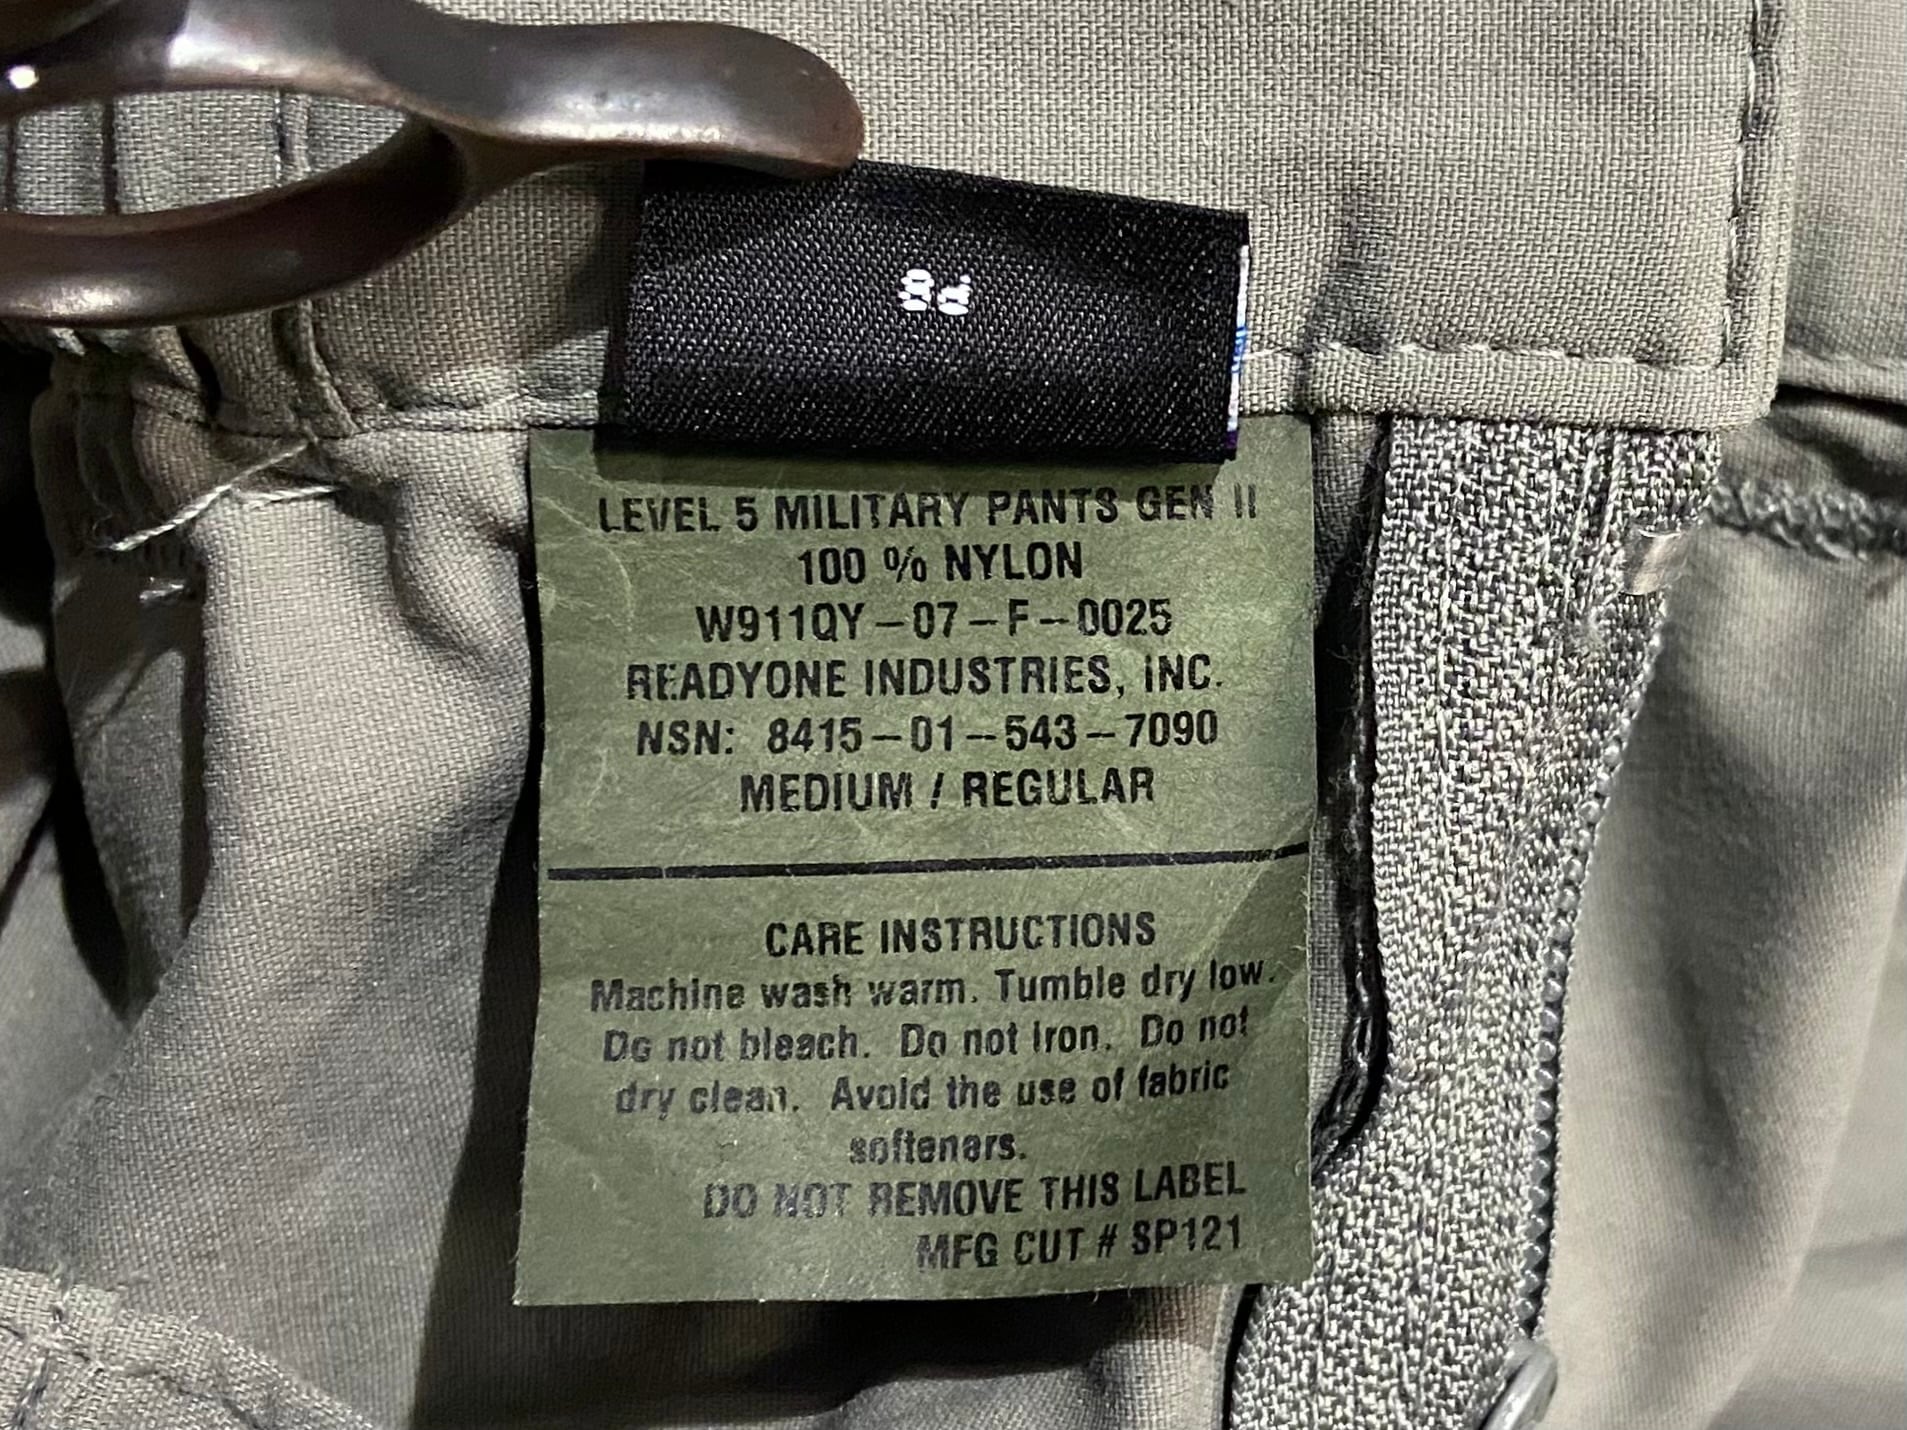 LEVEL 5 MILITARY PANTS GEN II
100 % NYLON
W911QY-07-F-0025
READYONE INDUSTRIES, INC.
NSN: 8415-01-543-7090
MEDIUM / REGULAR
CARE INSTRUCTIONS
Machine wash warm. Tumble dry low.
Do not bleach. Do not iron. Do not
dry clean. Avoid the use of fabric
softeners.
DO NOT REMOVE THIS LABEL
MFG CUT # SP121